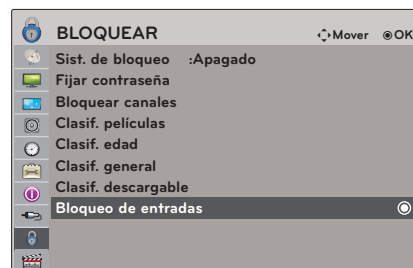 BLOQUEAR Mover OK
Sist. de bloqueo :Apagado
Fijar contraseña
Bloquear canales
Clasif. películas
Clasif. edad
Clasif. general
Clasif. descargable
Bloqueo de entradas